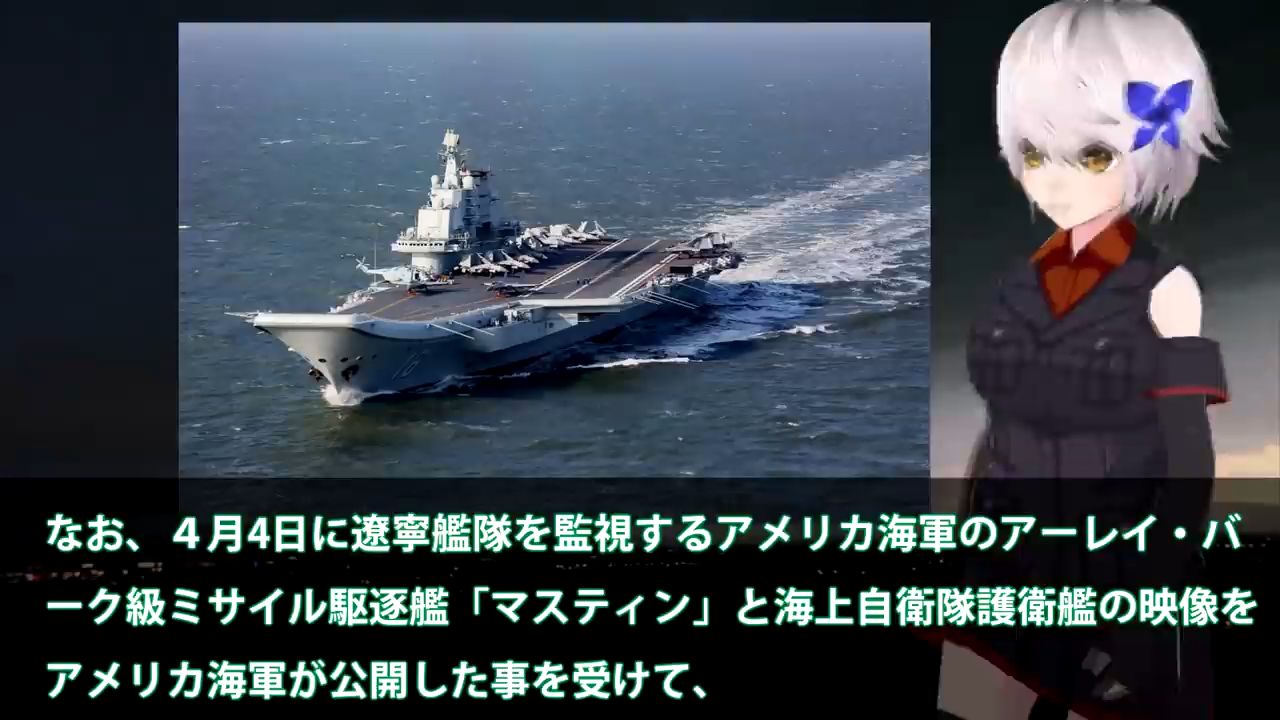 16
なお、４月4日に遼寧艦隊を監視するアメリカ海軍のアーレイ・バ
ーク級ミサイル駆逐艦「マスティン」と海上自衛隊護衛艦の映像を
アメリカ海軍が公開した事を受けて、